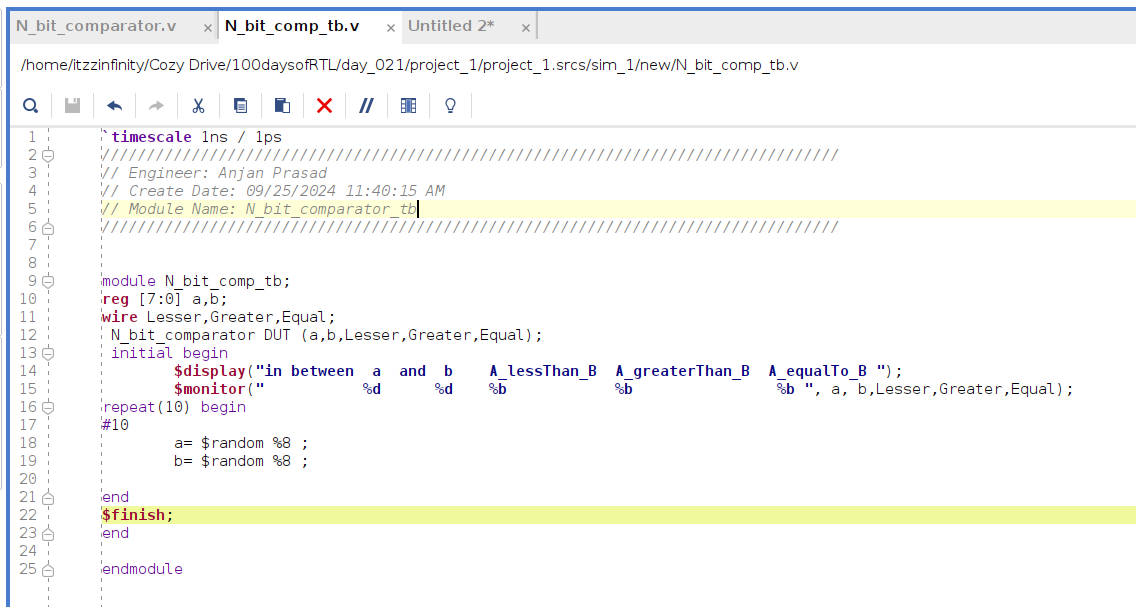 N_bit_comparator.v × N_bit_comp_tb.v × Untitled 2* ×
/home/itzzinfinity/Cozy Drive/100daysofRTL/day_021/project_1/project_1.srcs/sim_1/new/N_bit_comp_tb.v
1 `timescale 1ns / 1ps
2 //////////////////////////////////////////////////////////////////////////////////
3 // Engineer: Anjan Prasad
4 // Create Date: 09/25/2024 11:40:15 AM
5 // Module Name: N_bit_comparator_tb
6 //////////////////////////////////////////////////////////////////////////////////
7
8
9 module N_bit_comp_tb;
10 reg [7:0] a,b;
11 wire Lesser,Greater,Equal;
12 N_bit_comparator DUT (a,b,Lesser,Greater,Equal);
13 initial begin
14 $display("in between  a  and  b    A_lessThan_B  A_greaterThan_B  A_equalTo_B ");
15 $monitor("           %d      %d    %b            %b                %b ", a, b,Lesser,Greater,Equal);
16 repeat(10) begin
17 #10
18 a= $random %8 ;
19 b= $random %8 ;
20
21 end
22 $finish;
23 end
24
25 endmodule